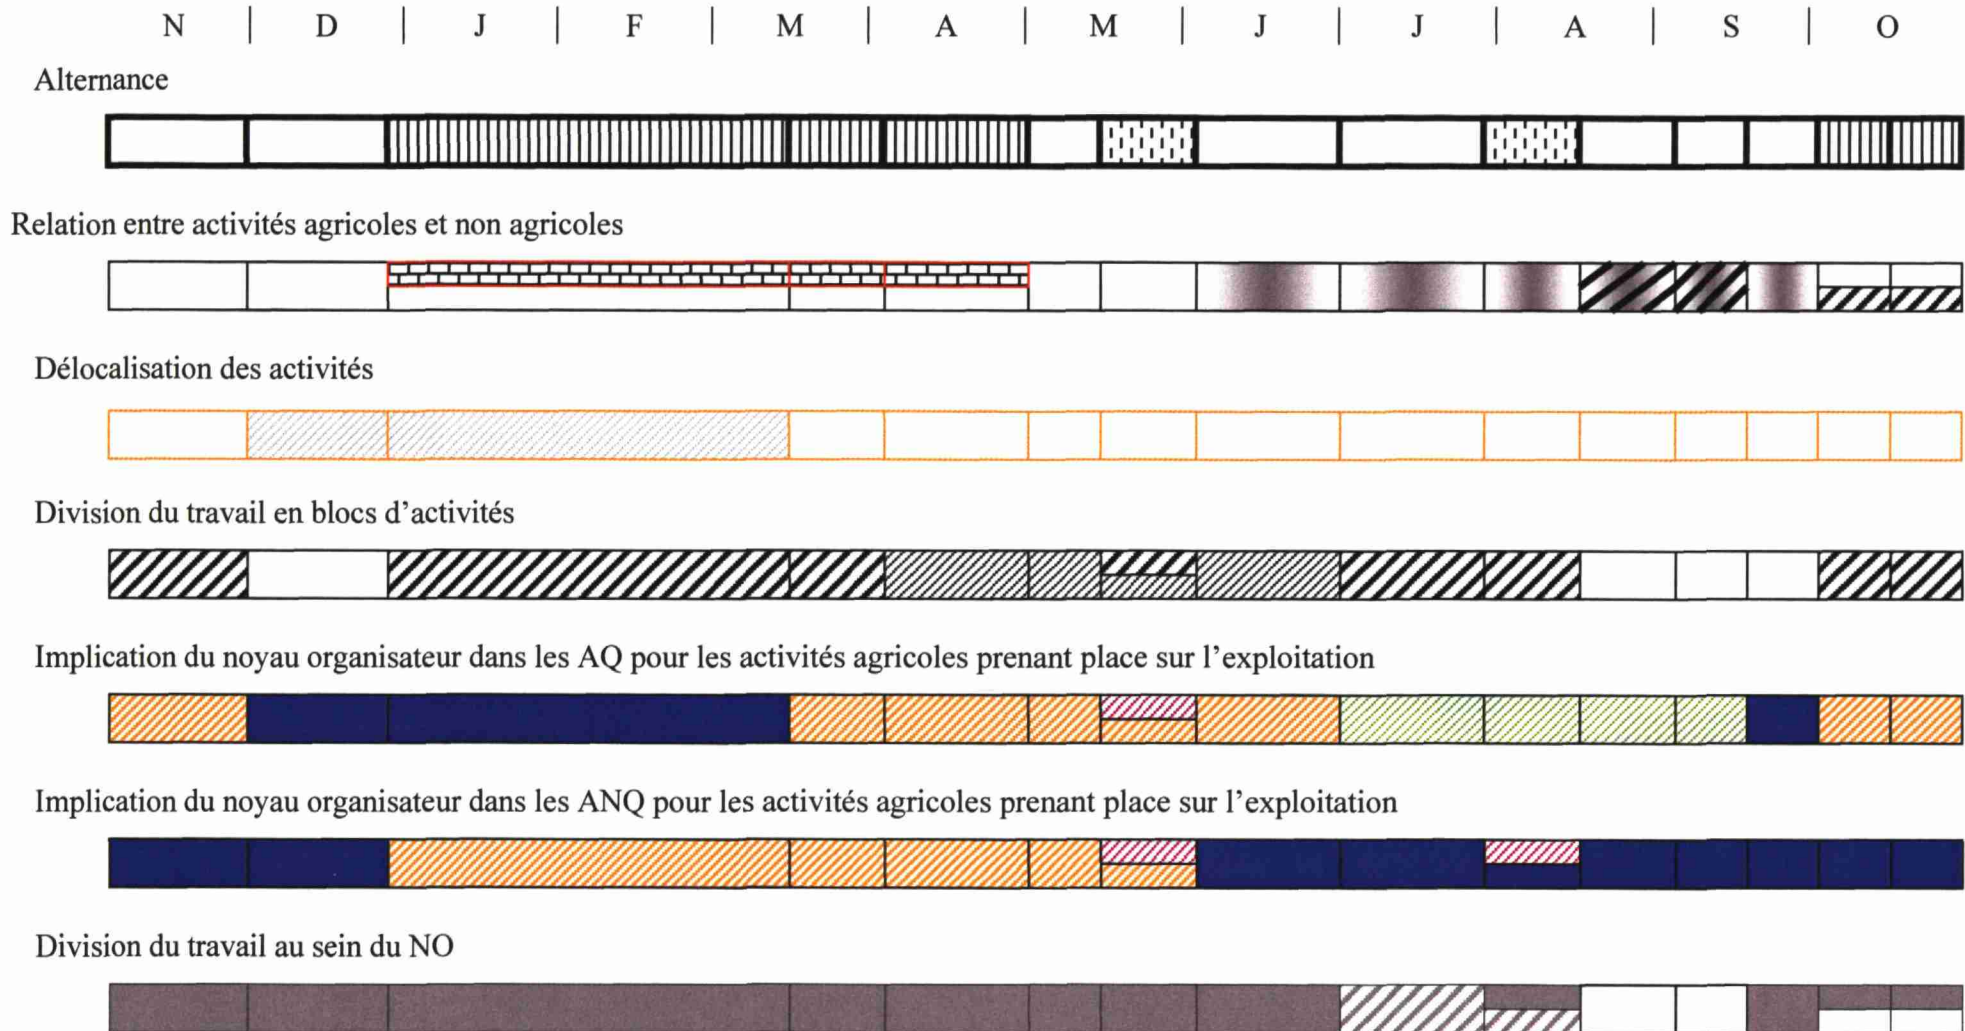 N | D | J | F | M | A | M | J | J | A | S | O
Alternance
Relation entre activités agricoles et non agricoles
Délocalisation des activités
Division du travail en blocs d’activités
Implication du noyau organisateur dans les AQ pour les activités agricoles prenant place sur l’exploitation
Implication du noyau organisateur dans les ANQ pour les activités agricoles prenant place sur l’exploitation
Division du travail au sein du NO